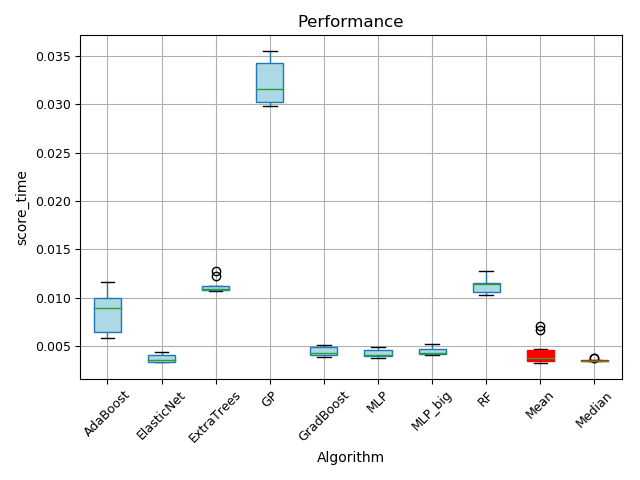 Performance
score_time
0.035
0.030
0.025
0.020
0.015
0.010
0.005
AdaBoost
ElasticNet
ExtraTrees
GP
GradBoost
MLP
MLP_big
RF
Mean
Median
Algorithm